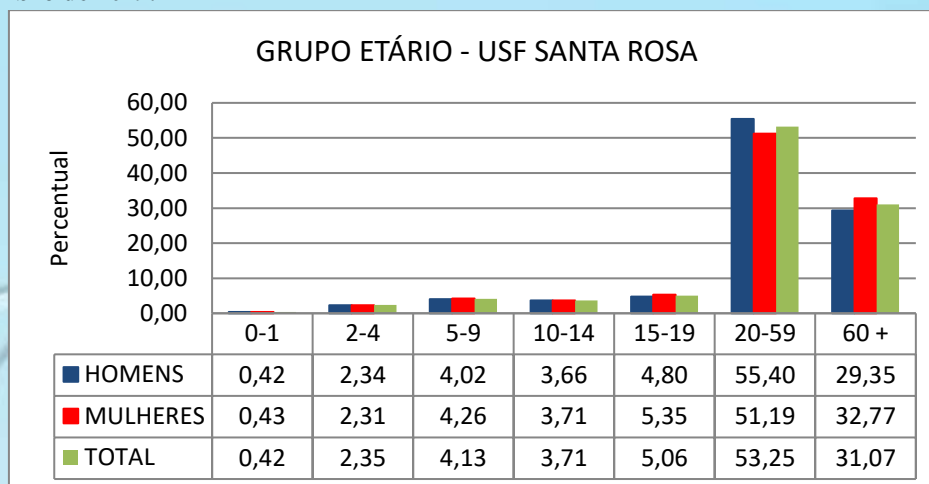 GRUPO ETÁRIO - USF SANTA ROSA
Percentual
60,00
50,00
40,00
30,00
20,00
10,00
0,00
0-1 2-4 5-9 10-14 15-19 20-59 60 +
HOMENS 0,42 2,34 4,02 3,66 4,80 55,40 29,35
MULHERES 0,43 2,31 4,26 3,71 5,35 51,19 32,77
TOTAL 0,42 2,35 4,13 3,71 5,06 53,25 31,07